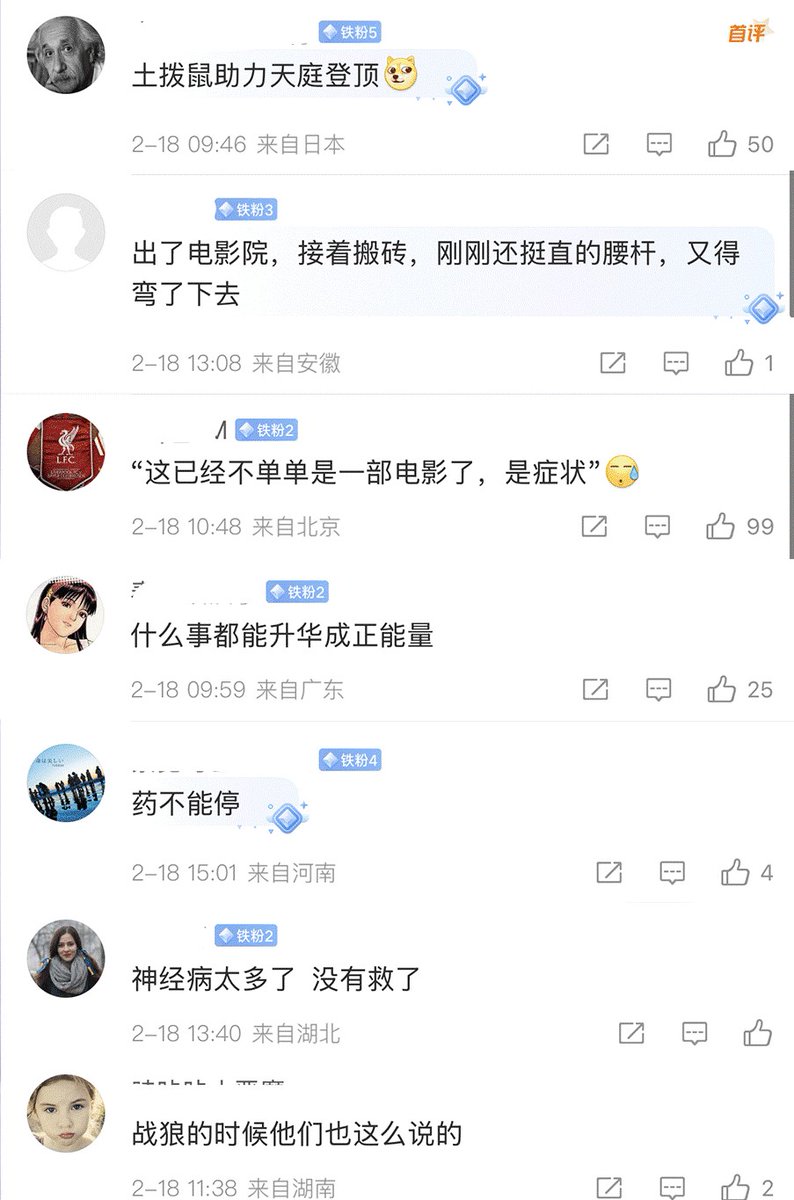 铁粉5
首评
土拨鼠助力天庭登顶
2-18 09:46 来自日本
50
铁粉3
出了电影院，接着搬砖，刚刚还挺直的腰杆，又得
弯了下去
2-18 13:08 来自安徽
1
铁粉2
L.F.C.
“这已经不单单是一部电影了，是症状”
2-18 10:48 来自北京
99
铁粉2
什么事都能升华成正能量
2-18 09:59 来自广东
25
铁粉4
药不能停
2-18 15:01 来自河南
4
铁粉2
神经病太多了 没有救了
2-18 13:40 来自湖北
战狼的时候他们也这么说的
2-18 11:38 来自湖南
2